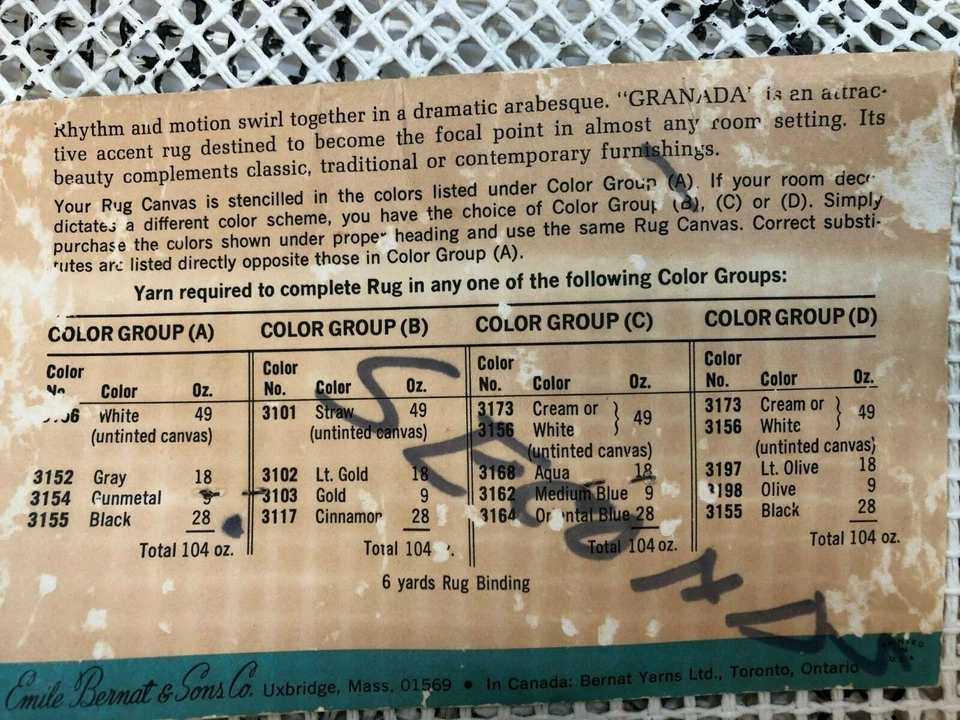 Rhythm and motion swirl together in a dramatic arabesque. "GRANADA" is an attrac-
tive accent rug destined to become the focal point in almost any room setting. Its
beauty complements classic, traditional or contemporary furnishings.
Your Rug Canvas is stencilled in the colors listed under Color Group (A). If your room decor
dictates a different color scheme, you have the choice of Color Group (B), (C) or (D). Simply
purchase the colors shown under proper heading and use the same Rug Canvas. Correct substi-
tutes are listed directly opposite those in Color Group (A).
Yarn required to complete Rug in any one of the following Color Groups:
COLOR GROUP (A) COLOR GROUP (B) COLOR GROUP (C) COLOR GROUP (D)
Color Color Color Color
No. Color Oz. No. Color Oz. No. Color Oz. No. Color Oz.
White 49 3101 Straw 49 3173 Cream or } 49 3173 Cream or } 49
(untinted canvas) (untinted canvas) 3156 White 3156 White
(untinted canvas) (untinted canvas)
3152 Gray 18 3102 Lt. Gold 18 3168 Aqua 18 3197 Lt. Olive 18
3154 Gunmetal 9 3103 Gold 9 3162 Medium Blue 9 3198 Olive 9
3155 Black 28 3117 Cinnamon 28 3164 Oriental Blue 28 3155 Black 28
Total 104 oz. Total 104 Total 104 oz. Total 104 oz.
6 yards Rug Binding
SECOND
Emile Bernat & Sons Co. Uxbridge, Mass. 01569 • In Canada: Bernat Yarns Ltd., Toronto, Ontario
PRINTED
IN
U.S.A.